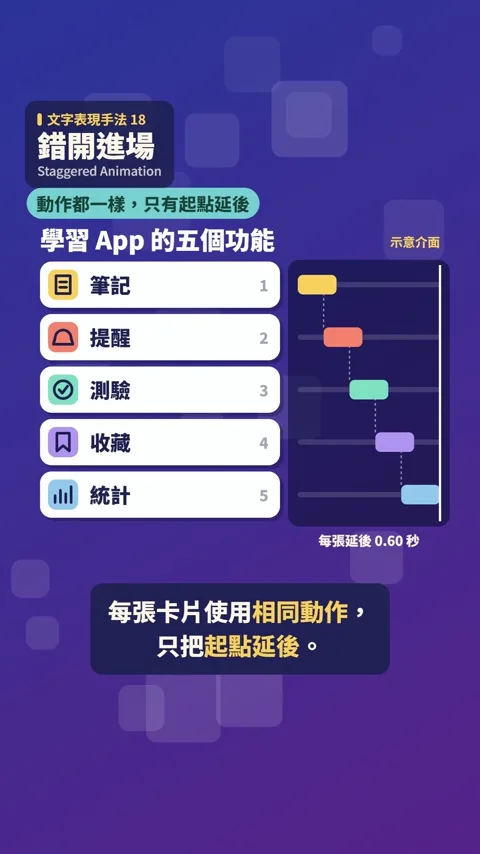 文字表現手法 18
錯開進場
Staggered Animation
動作都一樣，只有起點延後
學習 App 的五個功能
示意介面
筆記 1
提醒 2
測驗 3
收藏 4
統計 5
每張延後 0.60 秒
每張卡片使用相同動作，
只把起點延後。